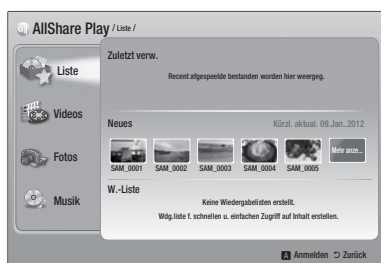 AllShare Play / Liste /
Liste
Videos
Fotos
Musik
Zuletzt verw.
Recent afgespeelde bestanden worden hier weergeg.
Neues
Kürzl. aktual. 09.Jan..2012
SAM_0001 SAM_0002 SAM_0003 SAM_0004 SAM_0005 Mehr anze...
W.-Liste
Keine Wiedergabelisten erstellt.
Wdg.liste f. schnellen u. einfachen Zugriff auf Inhalt erstellen.
A Anmelden Zurück